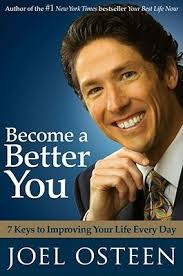 Author of the #1 New York Times bestseller Your Best Life Now
Become a
Better
You
7 Keys to Improving Your Life Every Day
JOEL OSTEEN